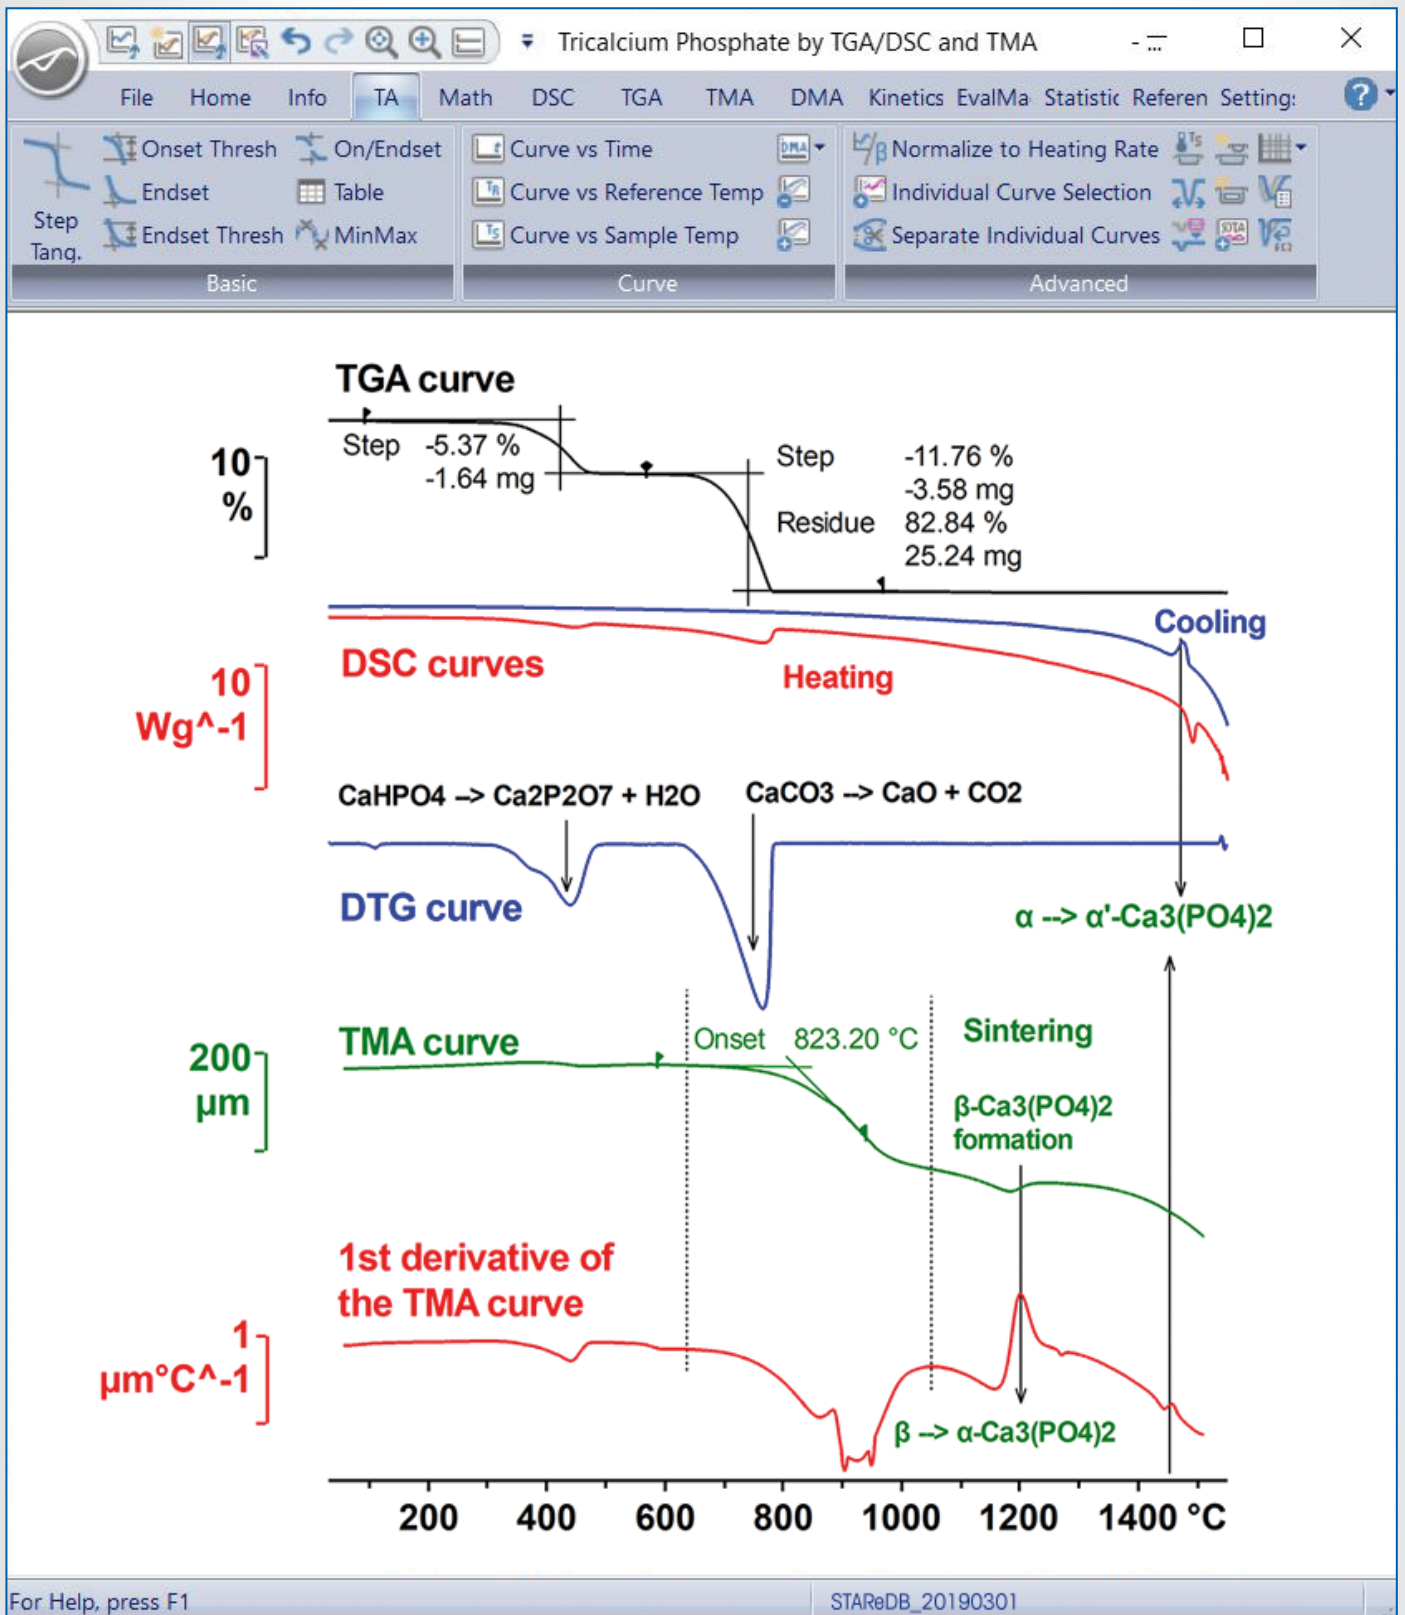 Tricalcium Phosphate by TGA/DSC and TMA
File Home Info TA Math DSC TGA TMA DMA Kinetics EvalMa Statistic Referen Setting:
Step Tang.
Onset Thresh
Endset
Endset Thresh
On/Endset
Table
MinMax
Basic
Curve vs Time
Curve vs Reference Temp
Curve vs Sample Temp
DMA
Curve
Normalize to Heating Rate
Individual Curve Selection
Separate Individual Curves
Advanced
TGA curve
Step -5.37 %
-1.64 mg
10
%
Step -11.76 %
-3.58 mg
Residue 82.84 %
25.24 mg
Cooling
DSC curves
Heating
10
Wg^-1
CaHPO4 --> Ca2P2O7 + H2O
CaCO3 --> CaO + CO2
DTG curve
α --> α'-Ca3(PO4)2
TMA curve
Onset 823.20 °C
Sintering
200
µm
β-Ca3(PO4)2
formation
1st derivative of
the TMA curve
1
µm°C^-1
β --> α-Ca3(PO4)2
200 400 600 800 1000 1200 1400 °C
For Help, press F1
STAReDB_20190301